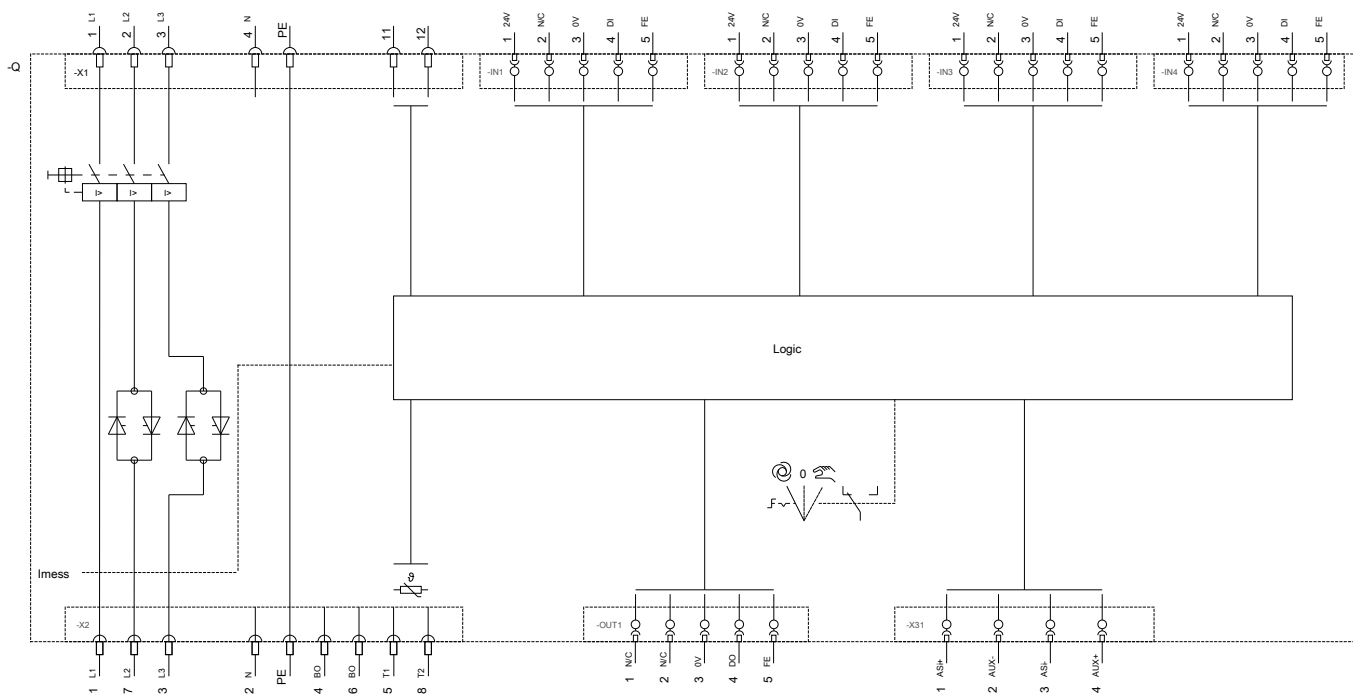 L1 L2 L3 N
1 2 3 4 PE 11 12
24V N/C 0V DI FE
1 2 3 4 5
24V N/C 0V DI FE
1 2 3 4 5
24V N/C 0V DI FE
1 2 3 4 5
24V N/C 0V DI FE
1 2 3 4 5
-Q
-X1
-IN1
-IN2
-IN3
-IN4
I> I> I>
Logic
0
Imess
ϑ
-X2
-OUT1
-X31
L1 L2 L3 N BO BO T1 T2
1 7 3 2 PE 4 6 5 8
N/C N/C 0V DO FE
1 2 3 4 5
ASI+ AUX- ASI- AUX+
1 2 3 4